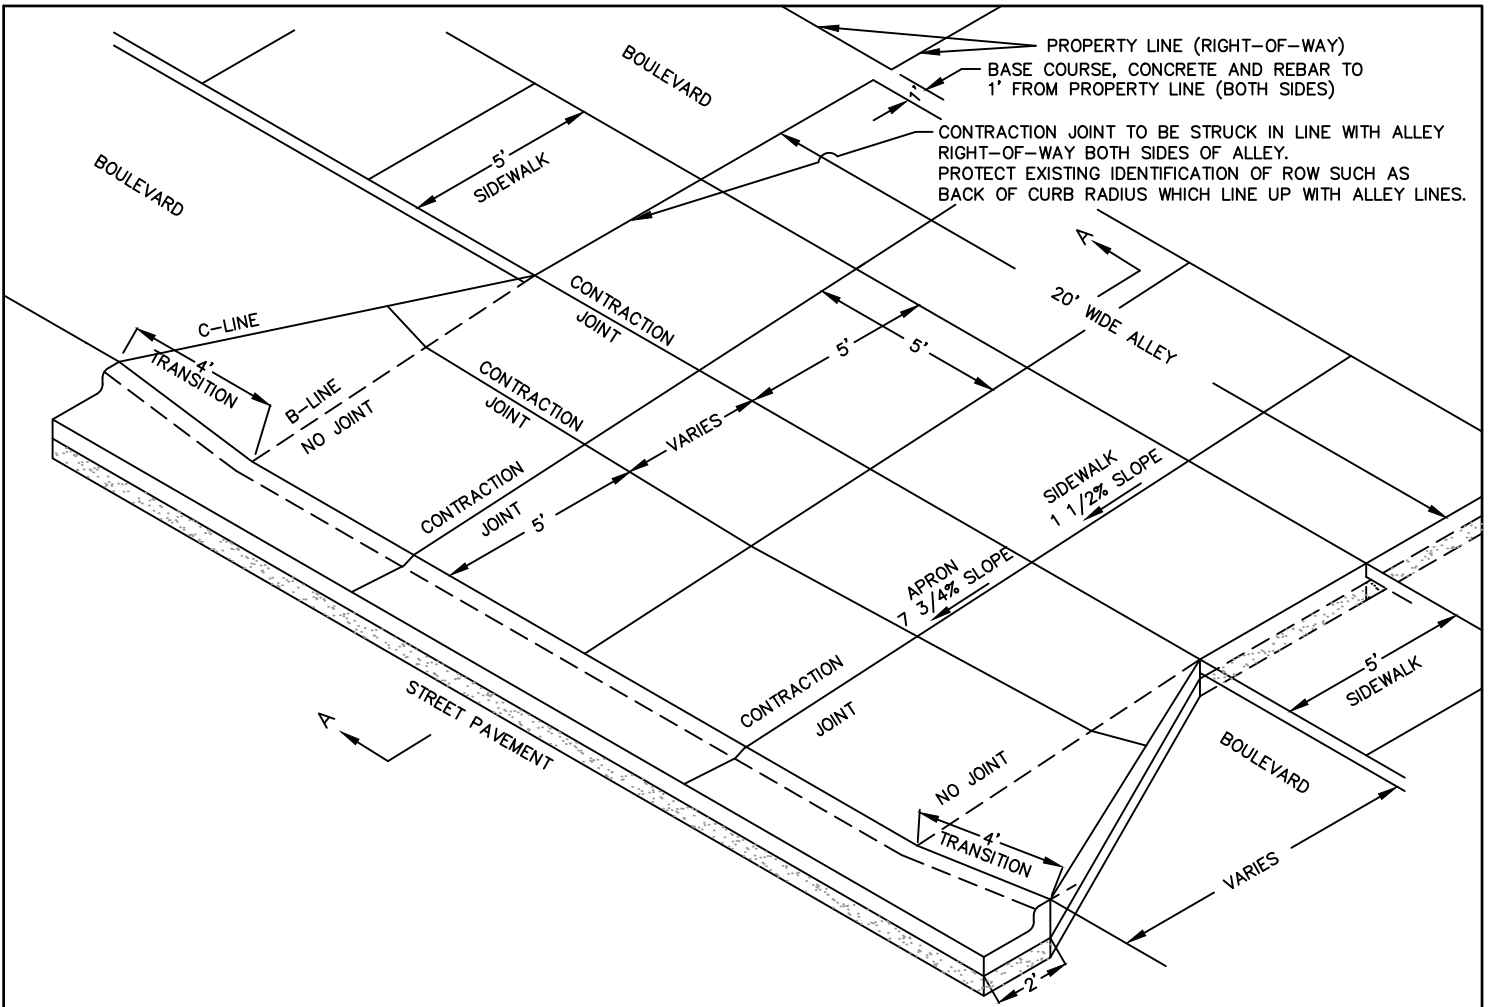 PROPERTY LINE (RIGHT-OF-WAY)
BASE COURSE, CONCRETE AND REBAR TO
1' FROM PROPERTY LINE (BOTH SIDES)
1'
CONTRACTION JOINT TO BE STRUCK IN LINE WITH ALLEY
RIGHT-OF-WAY BOTH SIDES OF ALLEY.
PROTECT EXISTING IDENTIFICATION OF ROW SUCH AS
BACK OF CURB RADIUS WHICH LINE UP WITH ALLEY LINES.
BOULEVARD
BOULEVARD
5'
SIDEWALK
A
20' WIDE ALLEY
C-LINE
4'
TRANSITION
B-LINE
NO JOINT
CONTRACTION
JOINT
CONTRACTION
JOINT
5'
5'
VARIES
CONTRACTION
JOINT
5'
SIDEWALK
1 1/2% SLOPE
APRON
7 3/4% SLOPE
5'
SIDEWALK
CONTRACTION
JOINT
A
STREET PAVEMENT
NO JOINT
BOULEVARD
4'
TRANSITION
VARIES
2'